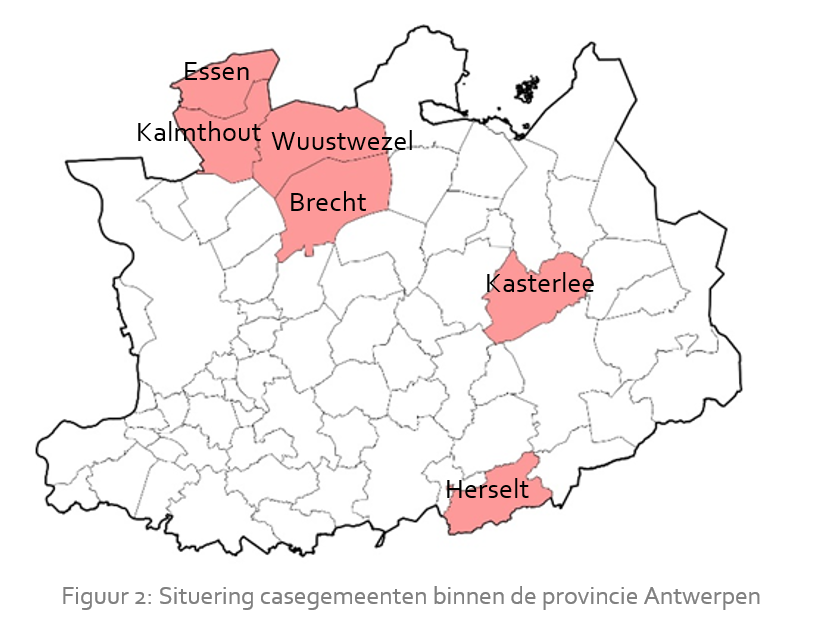 Essen
Kalmthout
Wuustwezel
Brecht
Kasterlee
Herselt
Figuur 2: Situering casegemeenten binnen de provincie Antwerpen